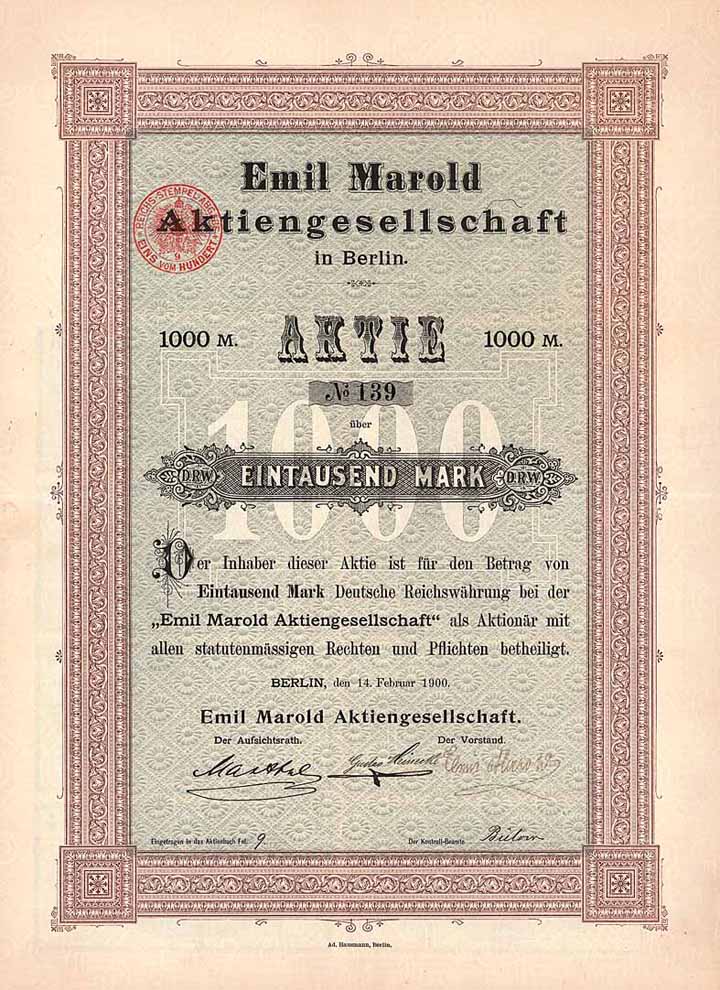 Emil Marold
Aktiengesellschaft
in Berlin.
REICHS-STEMPEL-ABGABE
EINS VOM HUNDERT
9
1000 M. AKTIE 1000 M.
№ 139
über
1000
D.R.W. EINTAUSEND MARK D.R.W.
Der Inhaber dieser Aktie ist für den Betrag von
Eintausend Mark Deutsche Reichswährung bei der
„Emil Marold Aktiengesellschaft“ als Aktionär mit
allen statutenmässigen Rechten und Pflichten betheiligt.
BERLIN, den 14. Februar 1900.
Emil Marold Aktiengesellschaft.
Der Aufsichtsrath. Der Vorstand.
Eingetragen in das Aktienbuch Fol. 9 Der Kontroll-Beamte Bülow
Ad. Hausmann, Berlin.